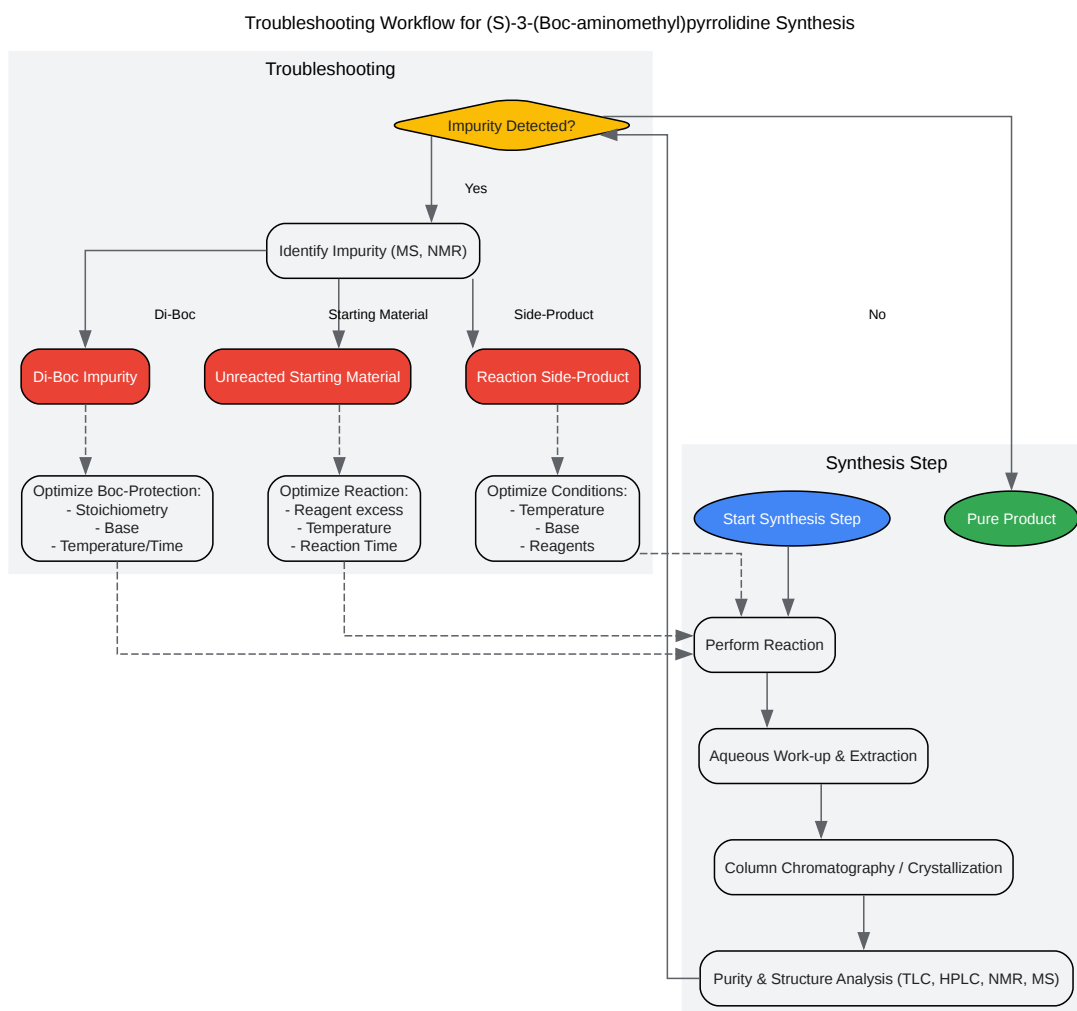 Troubleshooting Workflow for (S)-3-(Boc-aminomethyl)pyrrolidine Synthesis
Troubleshooting
Impurity Detected?
Yes
Identify Impurity (MS, NMR)
Di-Boc
Starting Material
Side-Product
No
Di-Boc Impurity
Unreacted Starting Material
Reaction Side-Product
Optimize Boc-Protection:
- Stoichiometry
- Base
- Temperature/Time
Optimize Reaction:
- Reagent excess
- Temperature
- Reaction Time
Optimize Conditions:
- Temperature
- Base
- Reagents
Synthesis Step
Start Synthesis Step
Pure Product
Perform Reaction
Aqueous Work-up & Extraction
Column Chromatography / Crystallization
Purity & Structure Analysis (TLC, HPLC, NMR, MS)